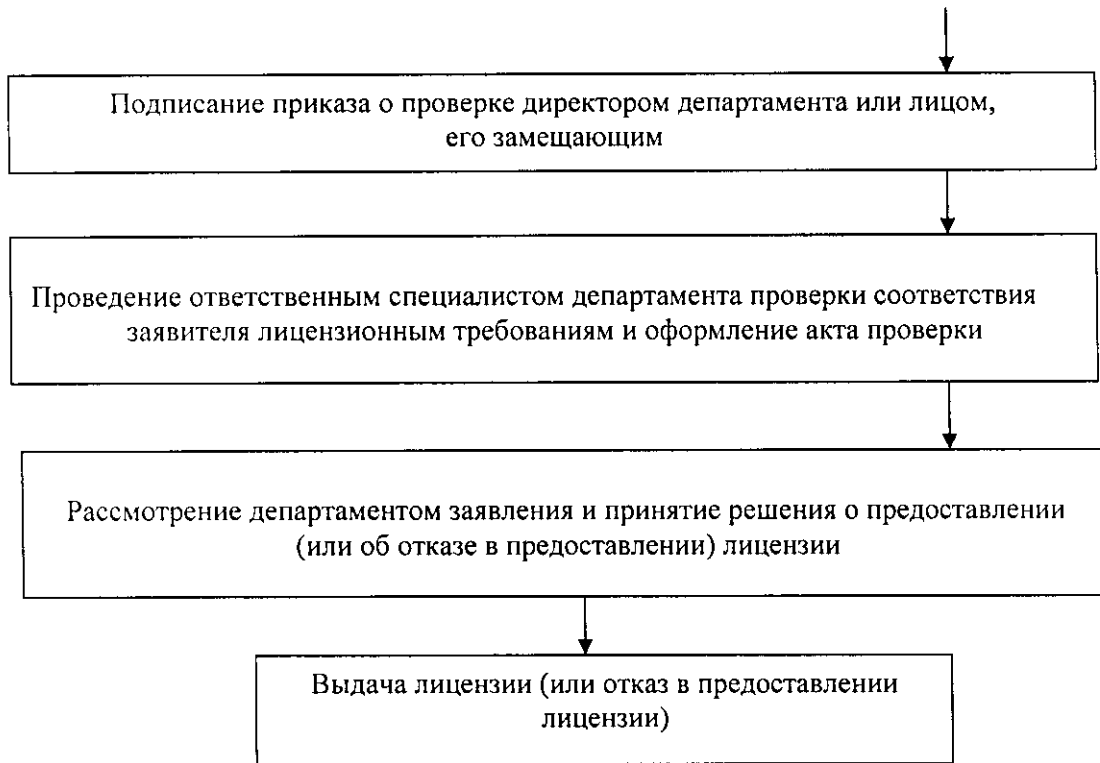 Подписание приказа о проверке директором департамента или лицом,
его замещающим
Проведение ответственным специалистом департамента проверки соответствия
заявителя лицензионным требованиям и оформление акта проверки
Рассмотрение департаментом заявления и принятие решения о предоставлении
(или об отказе в предоставлении) лицензии
Выдача лицензии (или отказ в предоставлении
лицензии)